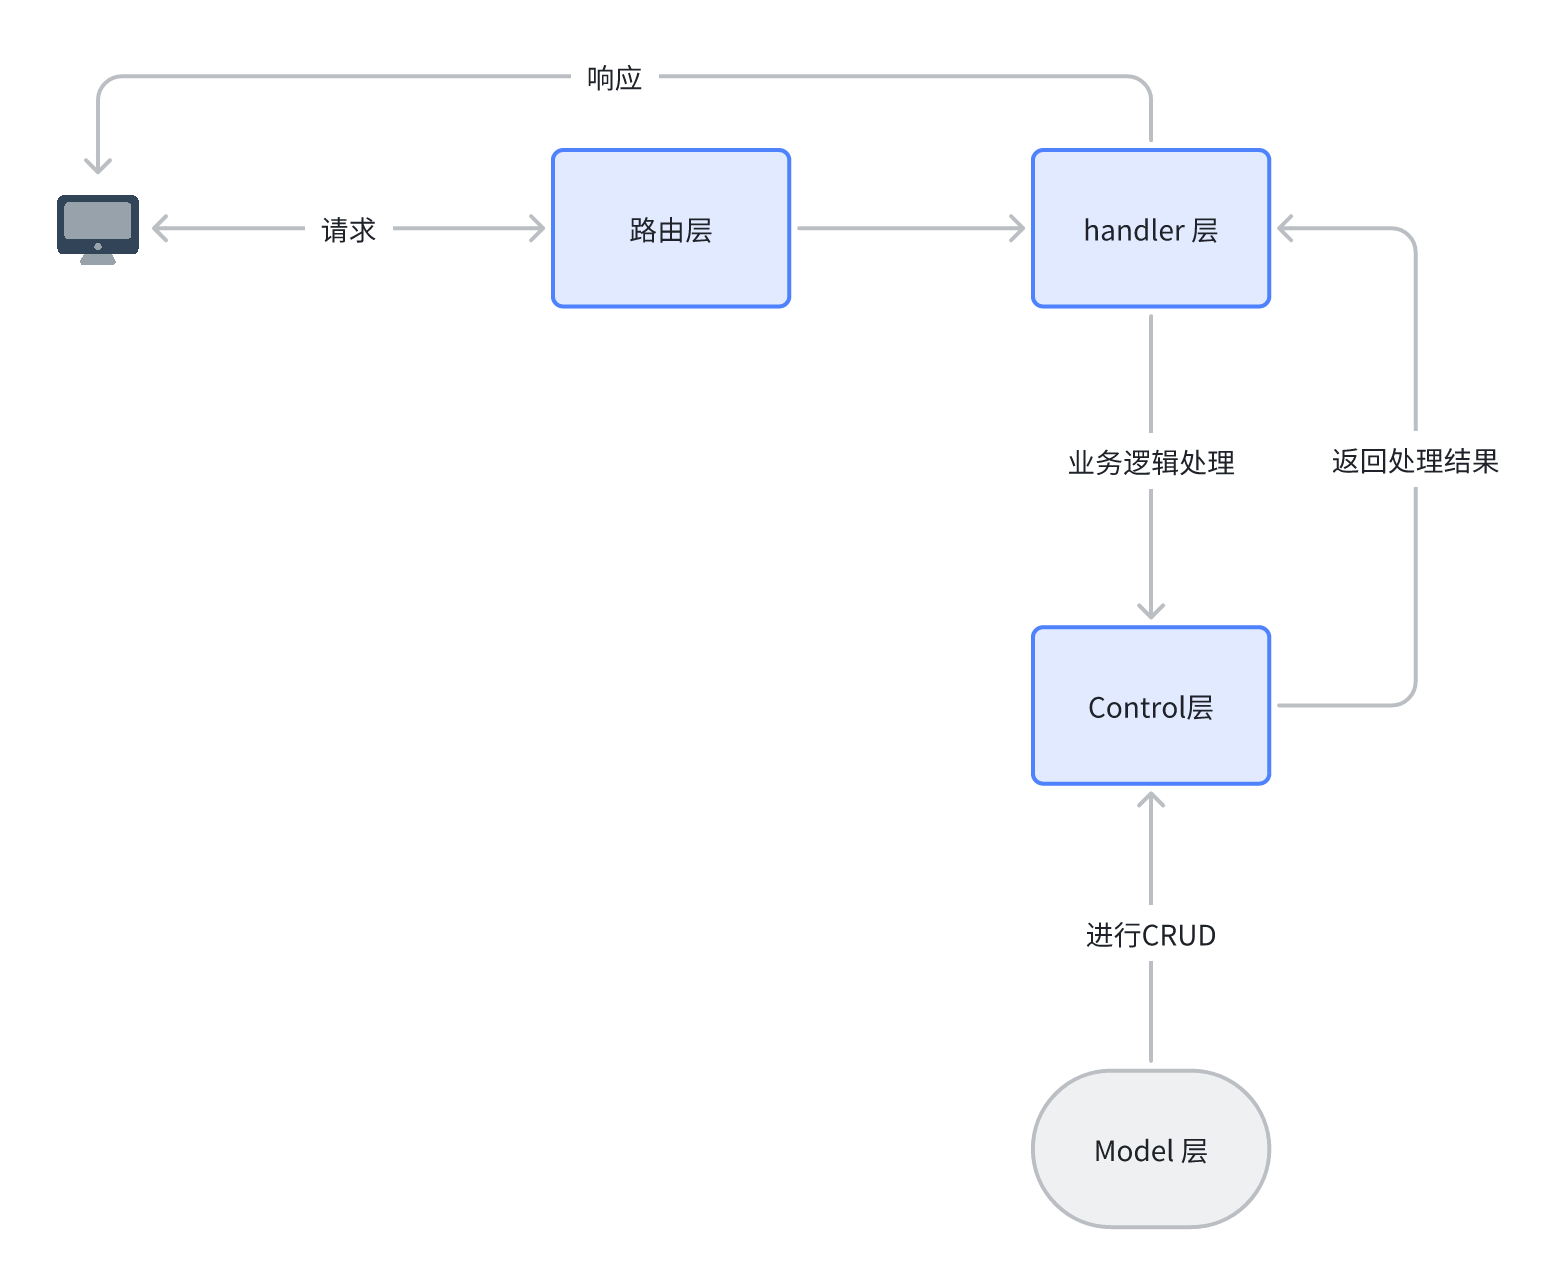 响应
请求
路由层
handler 层
业务逻辑处理
返回处理结果
Control层
进行CRUD
Model 层